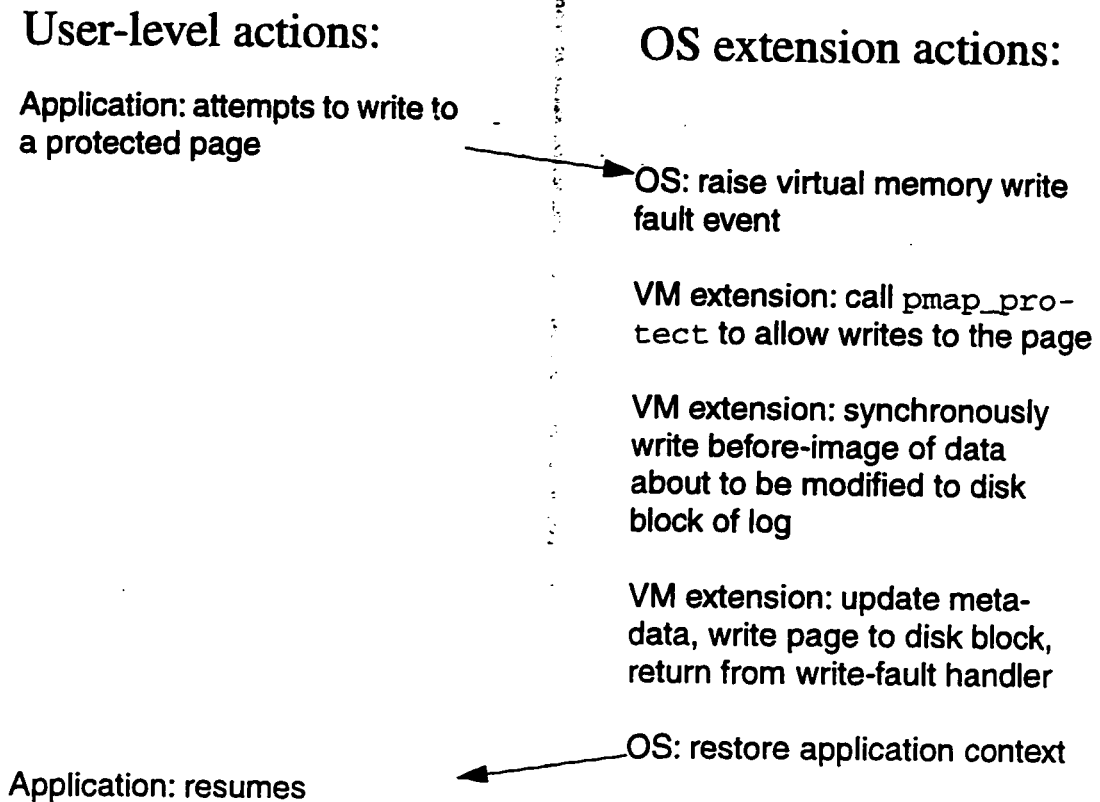 User-level actions:
OS extension actions:
Application: attempts to write to
a protected page
OS: raise virtual memory write
fault event
VM extension: call pmap_pro-
tect to allow writes to the page
VM extension: synchronously
write before-image of data
about to be modified to disk
block of log
VM extension: update meta-
data, write page to disk block,
return from write-fault handler
OS: restore application context
Application: resumes